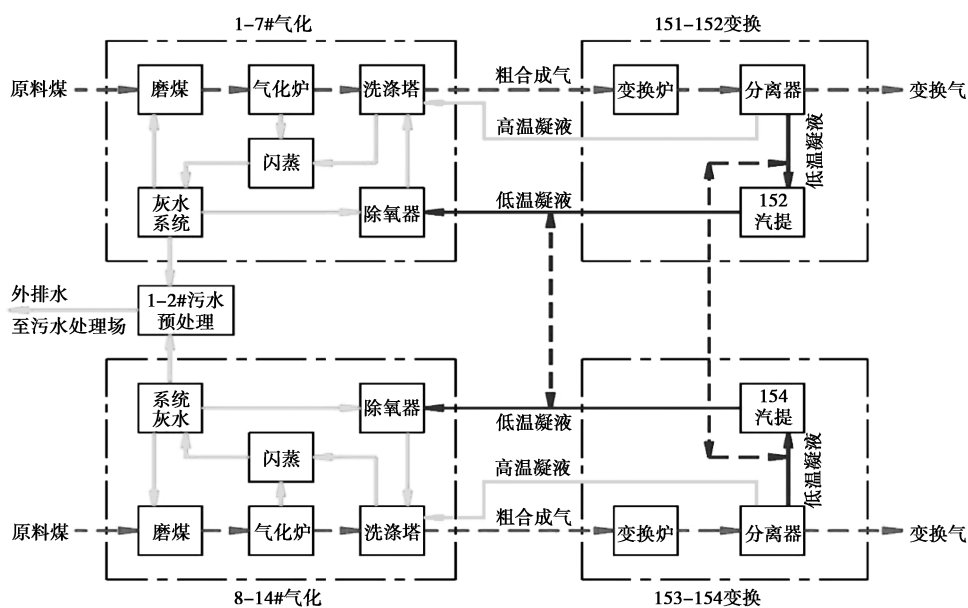 1-7#气化
151-152变换
原料煤
磨煤
气化炉
洗涤塔
粗合成气
变换炉
分离器
变换气
高温凝液
低温凝液
闪蒸
灰水
系统
除氧器
低温凝液
152
汽提
外排水
至污水处理场
1-2#污水
预处理
系统
灰水
除氧器
低温凝液
154
汽提
闪蒸
高温凝液
低温凝液
原料煤
磨煤
气化炉
洗涤塔
粗合成气
变换炉
分离器
变换气
8-14#气化
153-154变换